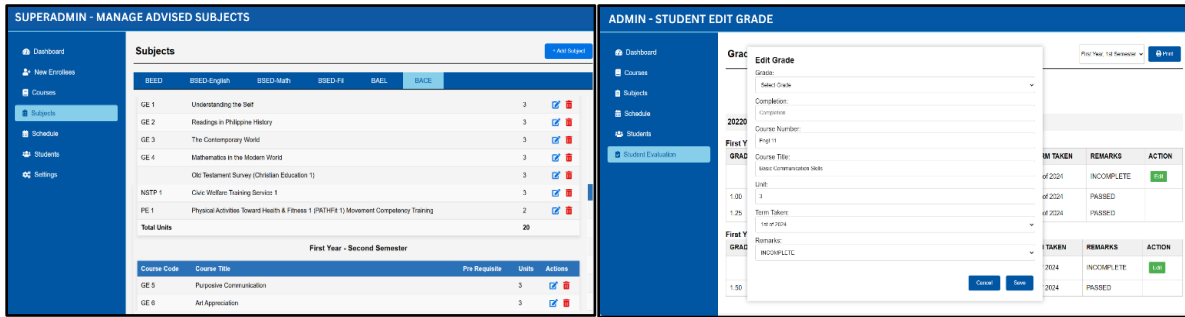 SUPERADMIN - MANAGE ADVISED SUBJECTS
Dashboard
New Enrollees
Courses
Subjects
Schedule
Students
Settings
Subjects
+ Add Subject
BEED BSED-English BSED-Math BSED-Fil BAEL BACE
GE 1 Understanding the Self 3
GE 2 Readings in Philippine History 3
GE 3 The Contemporary World 3
GE 4 Mathematics in the Modern World 3
Old Testament Survey (Christian Education 1) 3
NSTP 1 Civic Welfare Training Service 1 3
PE 1 Physical Activities Toward Health & Fitness 1 (PATHFit 1) Movement Competency Training 2
Total Units 20
First Year - Second Semester
Course Code Course Title Pre Requisite Units Actions
GE 5 Purposive Communication 3
GE 6 Art Appreciation 3
ADMIN - STUDENT EDIT GRADE
Dashboard
Courses
Subjects
Schedule
Students
Student Evaluation
Grad
First Year, 1st Semester
Print
20220
First Y
GRAD RM TAKEN REMARKS ACTION
of 2024 INCOMPLETE Edit
1.00 of 2024 PASSED
1.25 of 2024 PASSED
First Y
GRAD TAKEN REMARKS ACTION
2024 INCOMPLETE Edit
1.50 2024 PASSED
Edit Grade
Grade:
Select Grade
Completion:
Completion
Course Number:
Engl 11
Course Title:
Basic Communication Skills
Unit:
3
Term Taken:
1st of 2024
Remarks:
INCOMPLETE
Cancel Save